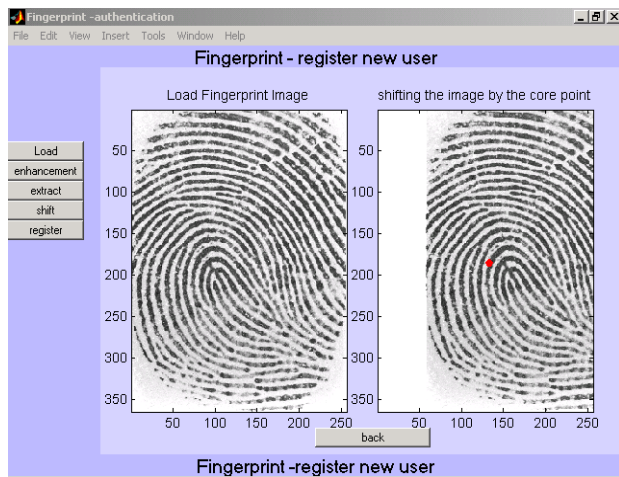 Fingerprint -authentication
File Edit View Insert Tools Window Help
Fingerprint - register new user
Load Fingerprint Image
shifting the image by the core point
Load
enhancement
extract
shift
register
50
100
150
200
250
300
350
50 100 150 200 250
50
100
150
200
250
300
350
50 100 150 200 250
back
Fingerprint -register new user